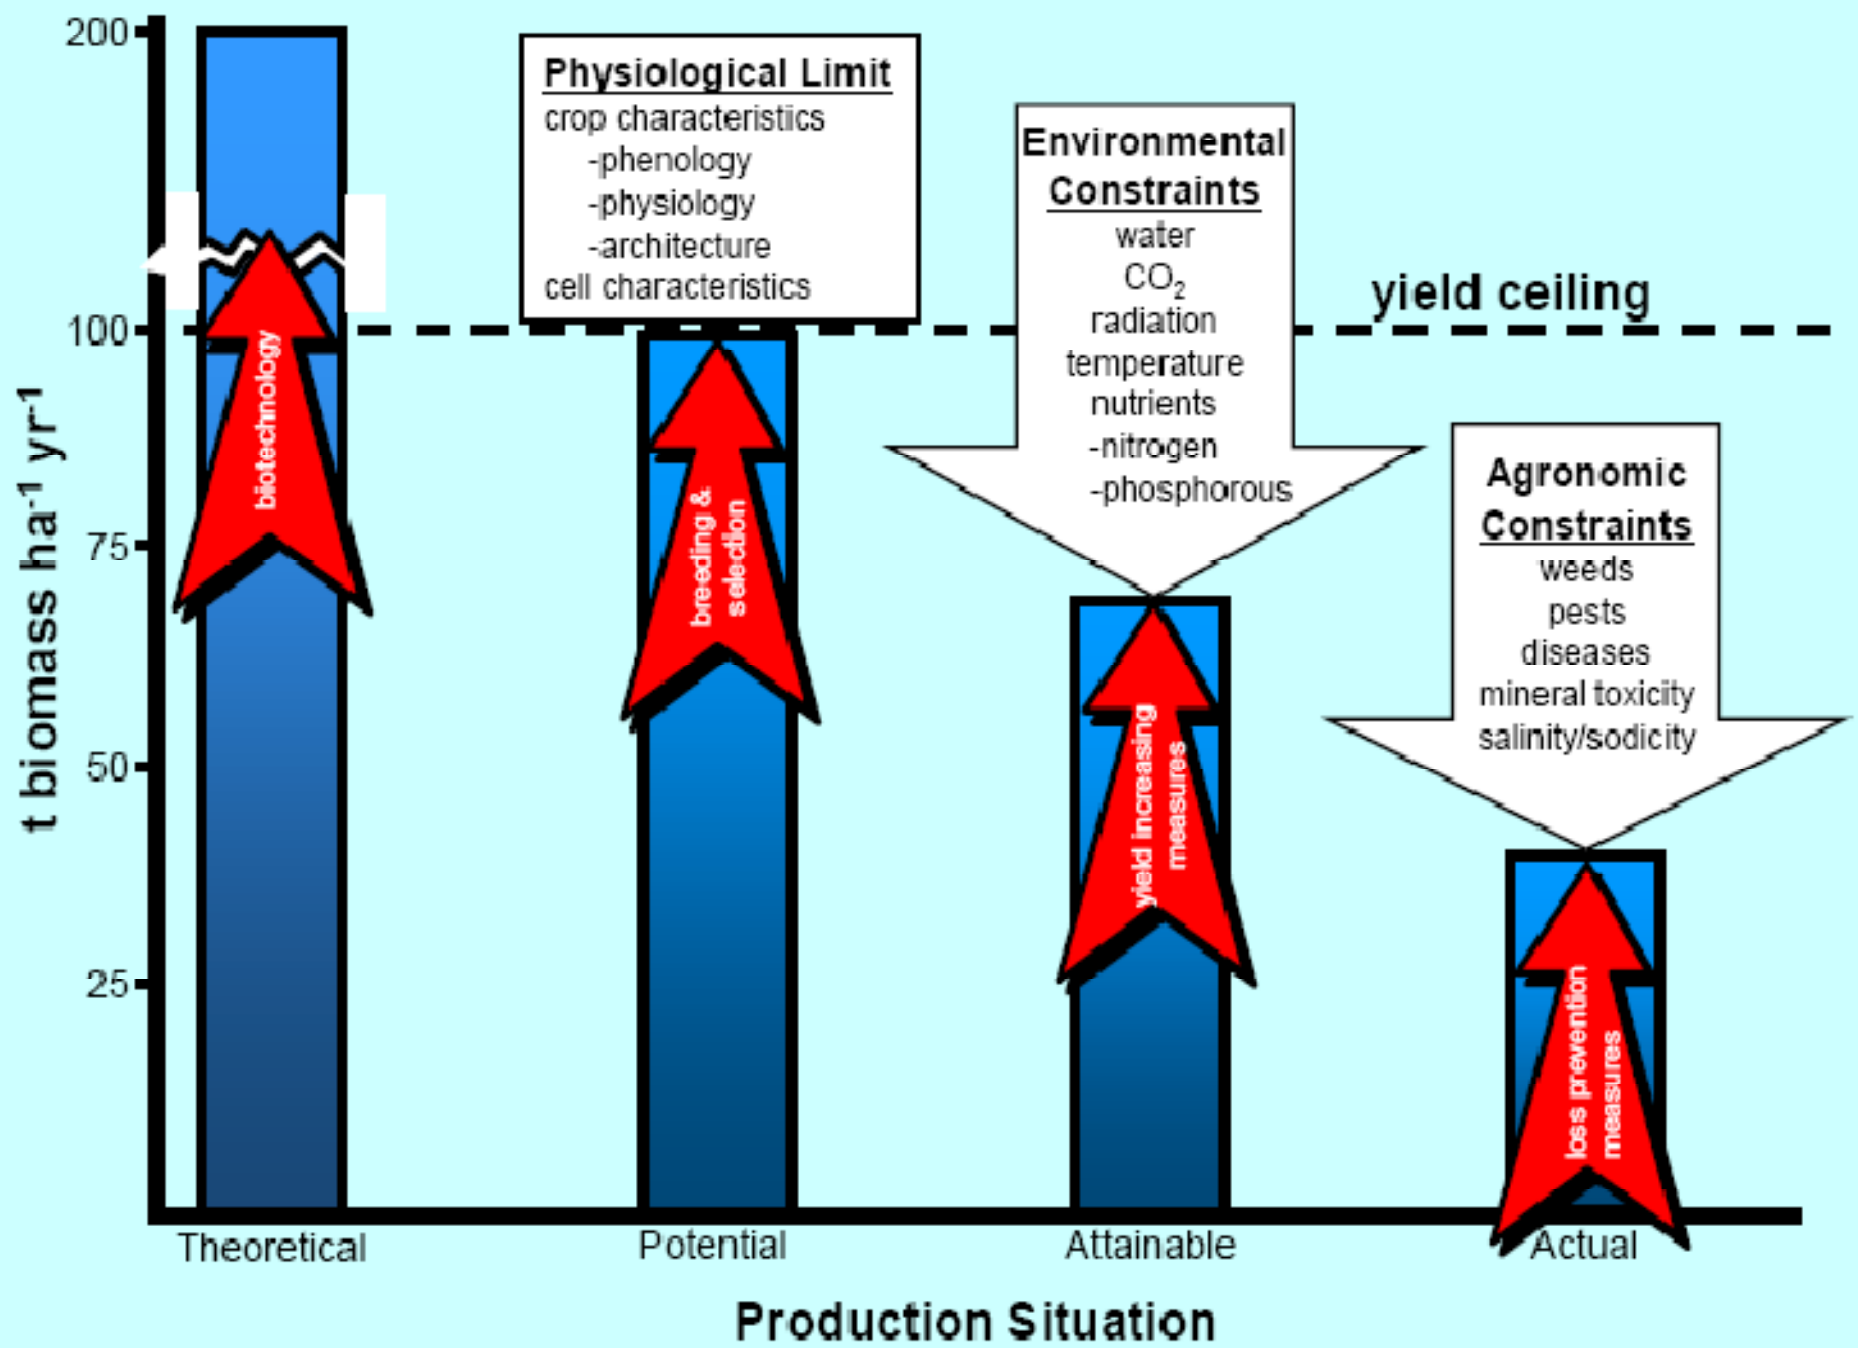 200
100
75
50
25
t biomass ha-1 yr-1
Physiological Limit
crop characteristics
-phenology
-physiology
-architecture
cell characteristics
Environmental
Constraints
water
CO2
radiation
temperature
nutrients
-nitrogen
-phosphorous
yield ceiling
Agronomic
Constraints
weeds
pests
diseases
mineral toxicity
salinity/sodicity
biotechnology
breeding &
selection
yield increasing
measures
loss prevention
measures
Theoretical
Potential
Attainable
Actual
Production Situation